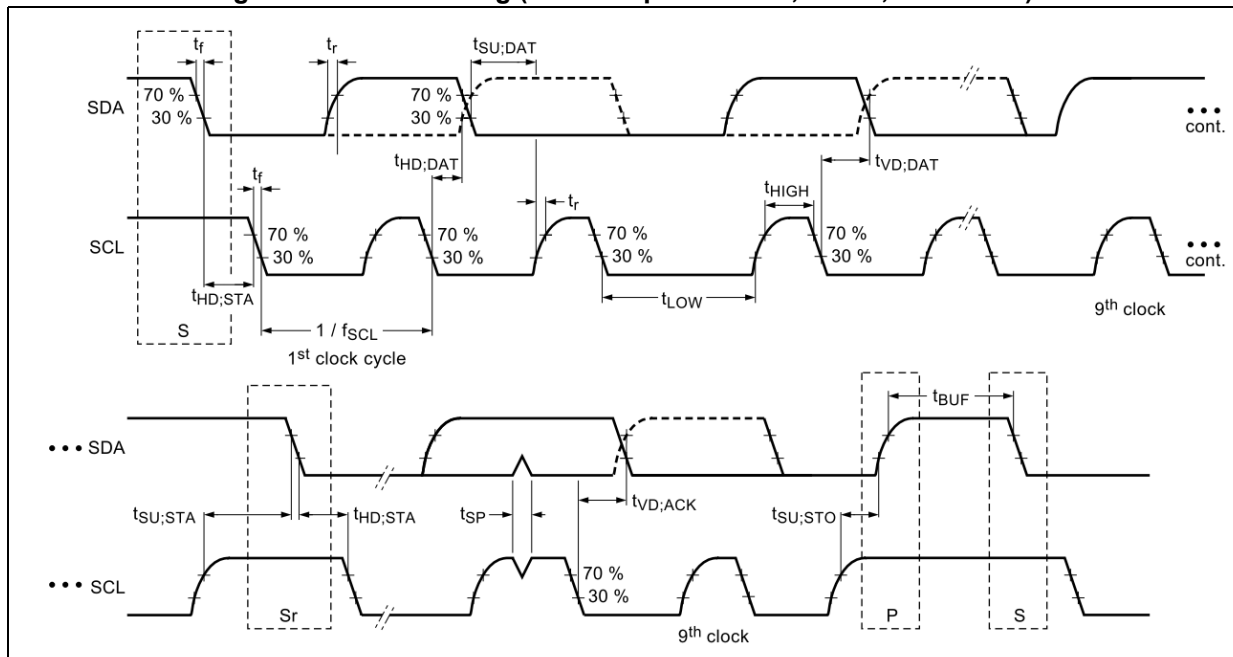 t_f t_r t_SU;DAT
70 % 70 %
SDA
30 % 30 %
cont.
t_HD;DAT t_VD;DAT
t_f t_HIGH
t_r
70 % 70 % 70 % 70 %
SCL
30 % 30 % 30 % 30 %
cont.
t_HD;STA t_LOW
S 1 / f_SCL 9th clock
1st clock cycle
t_BUF
••• SDA
t_SU;STA t_HD;STA t_SP t_VD;ACK t_SU;STO
70 %
••• SCL
30 %
Sr P S
9th clock